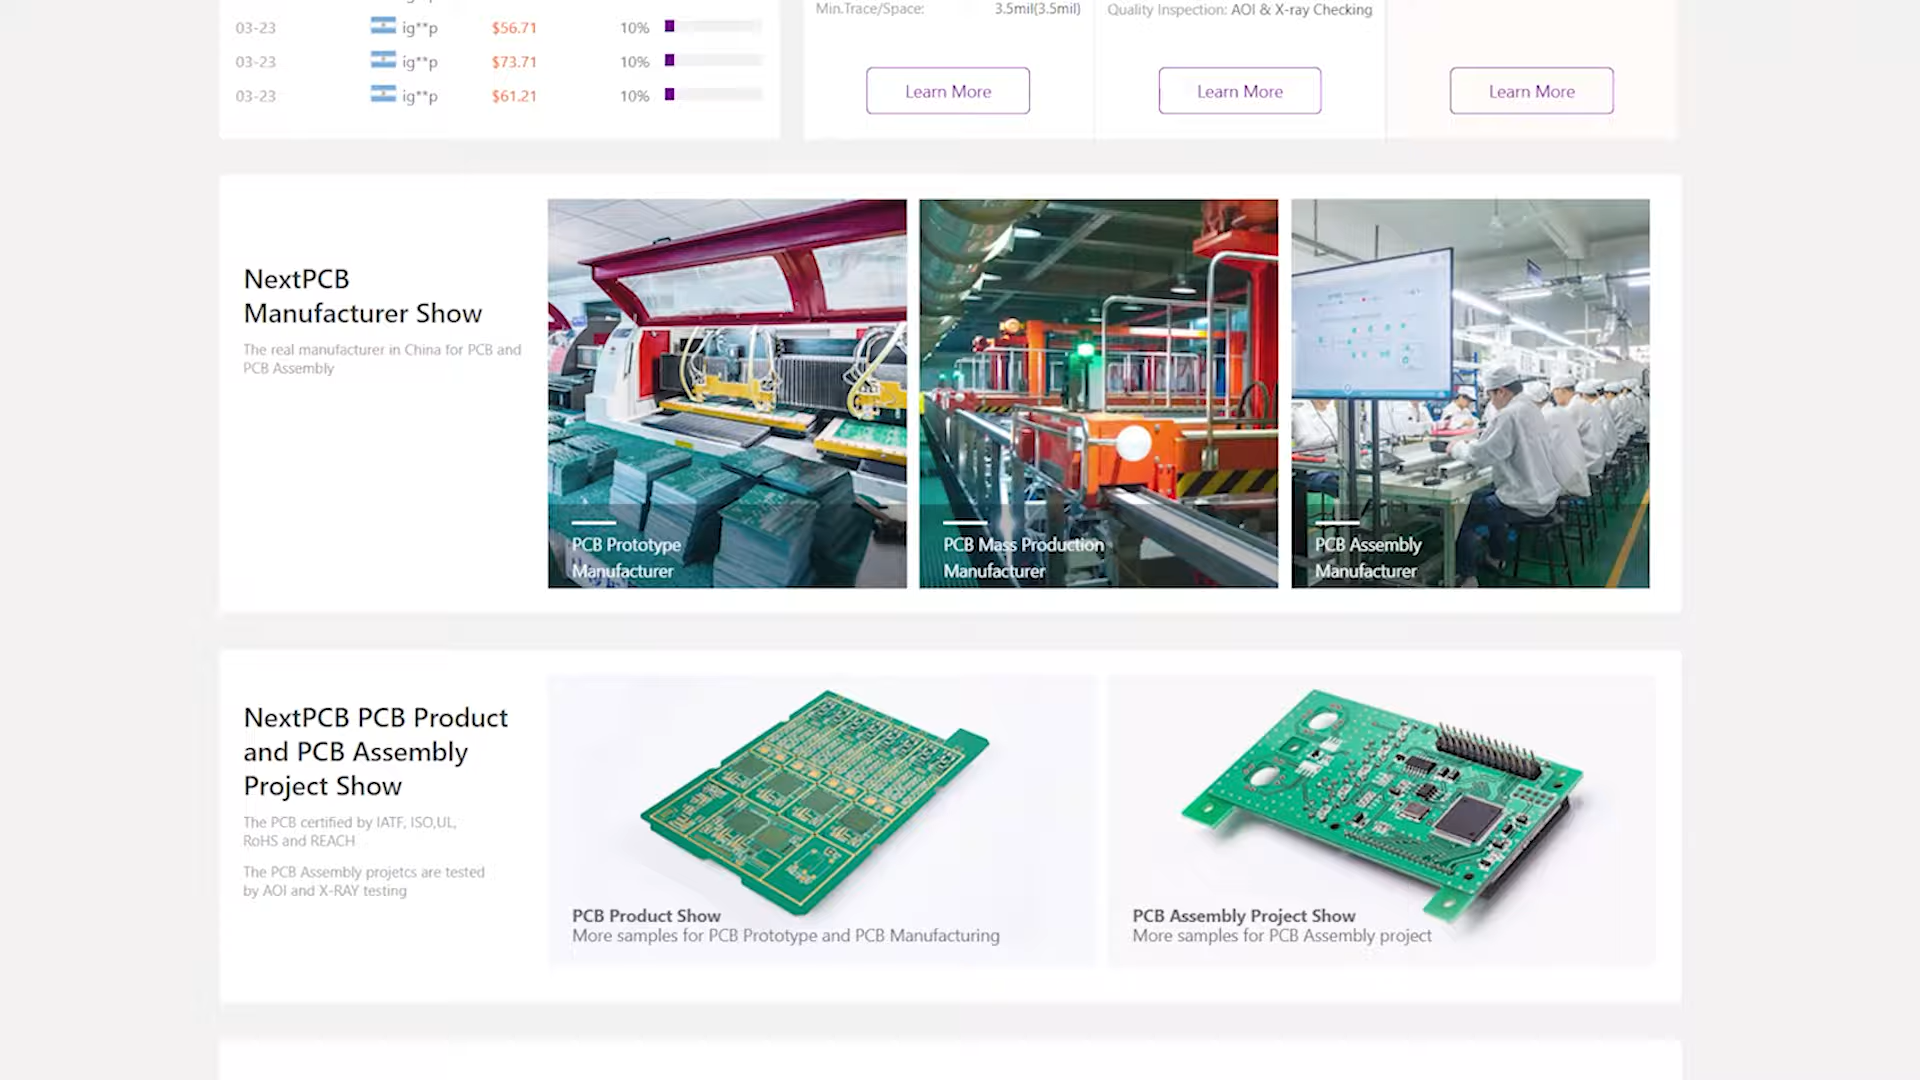 03-23 ig**p $56.71 10%
03-23 ig**p $73.71 10%
03-23 ig**p $61.21 10%
Min.Trace/Space: 3.5mil(3.5mil)
Quality Inspection: AOI & X-ray Checking
Learn More
Learn More
Learn More
NextPCB
Manufacturer Show
The real manufacturer in China for PCB and
PCB Assembly
PCB Prototype
Manufacturer
PCB Mass Production
Manufacturer
PCB Assembly
Manufacturer
NextPCB PCB Product
and PCB Assembly
Project Show
The PCB certified by IATF, ISO,UL,
RoHS and REACH
The PCB Assembly projetcs are tested
by AOI and X-RAY testing
PCB Product Show
More samples for PCB Prototype and PCB Manufacturing
PCB Assembly Project Show
More samples for PCB Assembly project